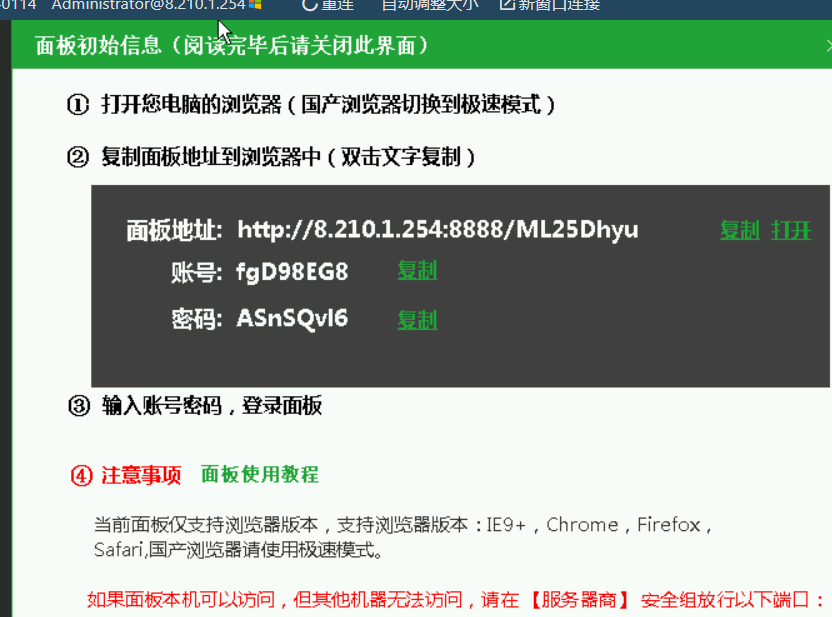 0114 Administrator@8.210.1.254 重连 自动调整大小 新窗口连接
面板初始信息（阅读完毕后请关闭此界面）
① 打开您电脑的浏览器（国产浏览器切换到极速模式）
② 复制面板地址到浏览器中（双击文字复制）
面板地址: http://8.210.1.254:8888/ML25Dhyu 复制 打开
账号: fgD98EG8 复制
密码: ASnSQvl6 复制
③ 输入账号密码，登录面板
④ 注意事项 面板使用教程
当前面板仅支持浏览器版本，支持浏览器版本：IE9+，Chrome，Firefox，
Safari,国产浏览器请使用极速模式。
如果面板本机可以访问，但其他机器无法访问，请在 【服务器商】 安全组放行以下端口：